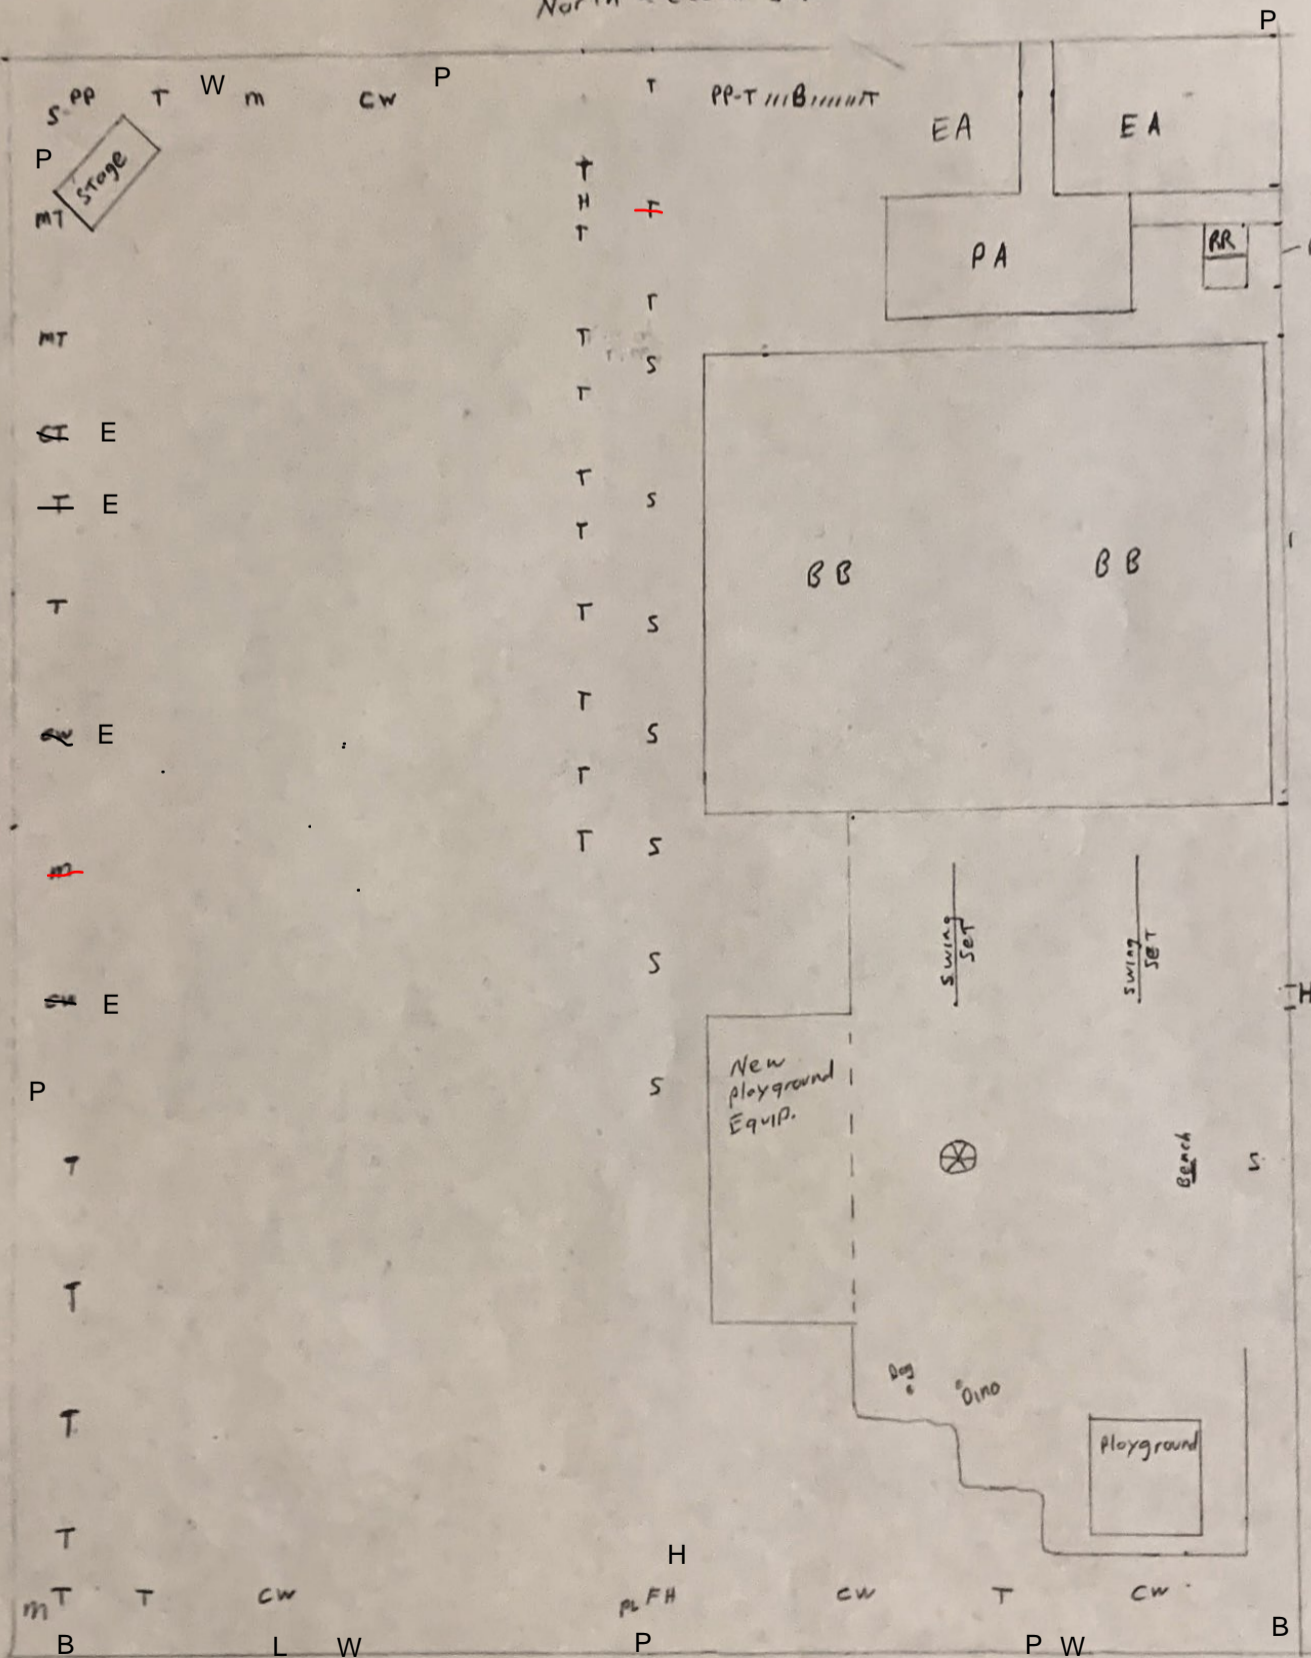 North
P
S PP T W m CW P T PP-T B T
EA EA
P Stage
T
H T
MT T
RR
PA
T
MT T
S
T
E
T
E S
T
BB BB
T T S
T
E S
T
T S
m
Swing Set Swing Set
S
E H
New
playground
Equip.
P S
T Bench S
T
Dog Dino
T
Playground
T
H
mT T CW PL FH CW T CW
B L W P P W B